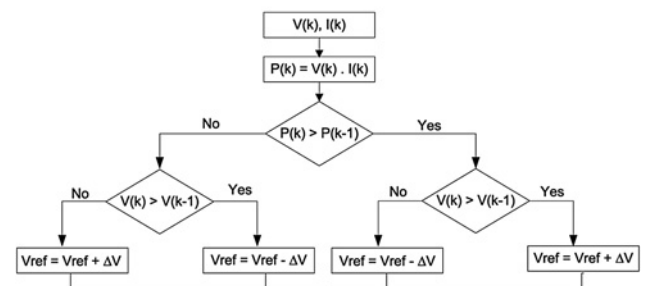 V(k), I(k)
P(k) = V(k) . I(k)
No
P(k) > P(k-1)
Yes
No
V(k) > V(k-1)
Yes
No
V(k) > V(k-1)
Yes
Vref = Vref + ΔV
Vref = Vref - ΔV
Vref = Vref - ΔV
Vref = Vref + ΔV